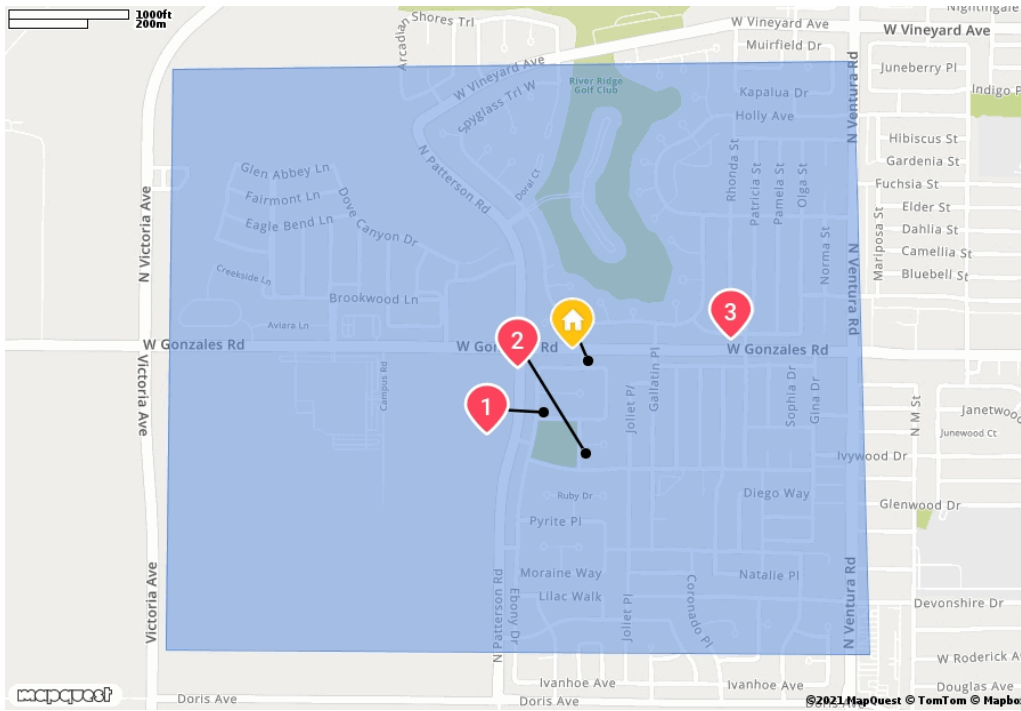 1000ft
200m
Shores Trl
Arcadian
W Vineyard Ave
Nightingale
W Vineyard Ave
Muirfield Dr
Juneberry Pl
W Vineyard Ave
River Ridge
Golf Club
Kapalua Dr
Indigo P
Spyglass Trl W
Holly Ave
N Ventura Rd
Hibiscus St
Gardenia St
N Patterson Rd
Doral Ct
Rhonda St
Patricia St
Pamela St
Olga St
Glen Abbey Ln
Fairmont Ln
Eagle Bend Ln
Dove Canyon Dr
Fuchsia St
Elder St
Dahlia St
Camellia St
Bluebell St
Mariposa St
Norma St
N Victoria Ave
Creekside Ln
Brookwood Ln
N Ventura Rd
Aviara Ln
W Gonzales Rd
W Gon
Rd
W Gonzales Rd
2
3
1
Victoria Ave
Campus Rd
Joliet Pl
Gallatin Pl
Sophia Dr
Gina Dr
N M St
Janetwoo
Junewood Ct
Ivywood Dr
Ruby Dr
Diego Way
Glenwood Dr
Pyrite Pl
Moraine Way
Natalie Pl
Lilac Walk
Victoria Ave
N Patterson Rd
Ebony Dr
Joliet Pl
Coronado Pl
N Ventura Rd
Devonshire Dr
W Roderick A
Ivanhoe Ave
Ivanhoe Ave
Douglas Ave
mapquest
Doris Ave
Doris Ave
©2021 MapQuest © TomTom © Mapbo